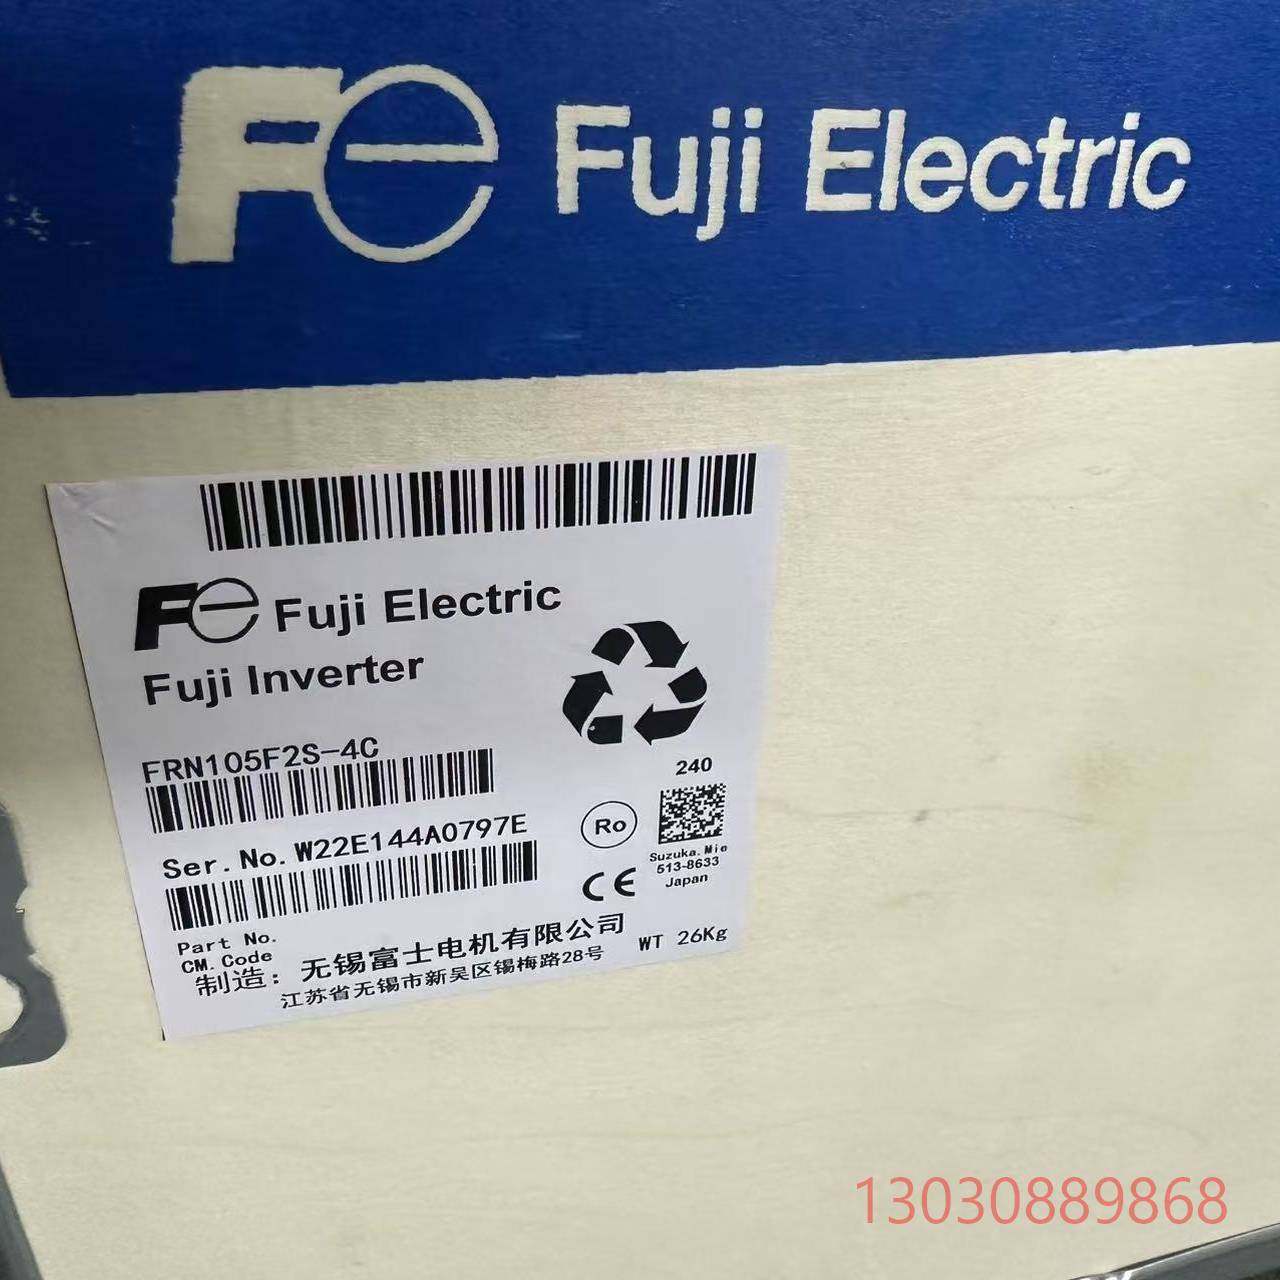 Fe Fuji Electric
Fe Fuji Electric
Fuji Inverter
FRN105F2S-4C
240
Ro
Ser.No. W22E144A0797E
Suzuka.Mie
513-8633
Japan
CE
Part No.
CM.Code
制造：无锡富士电机有限公司
江苏省无锡市新吴区锡梅路28号
WT 26Kg
13030889868